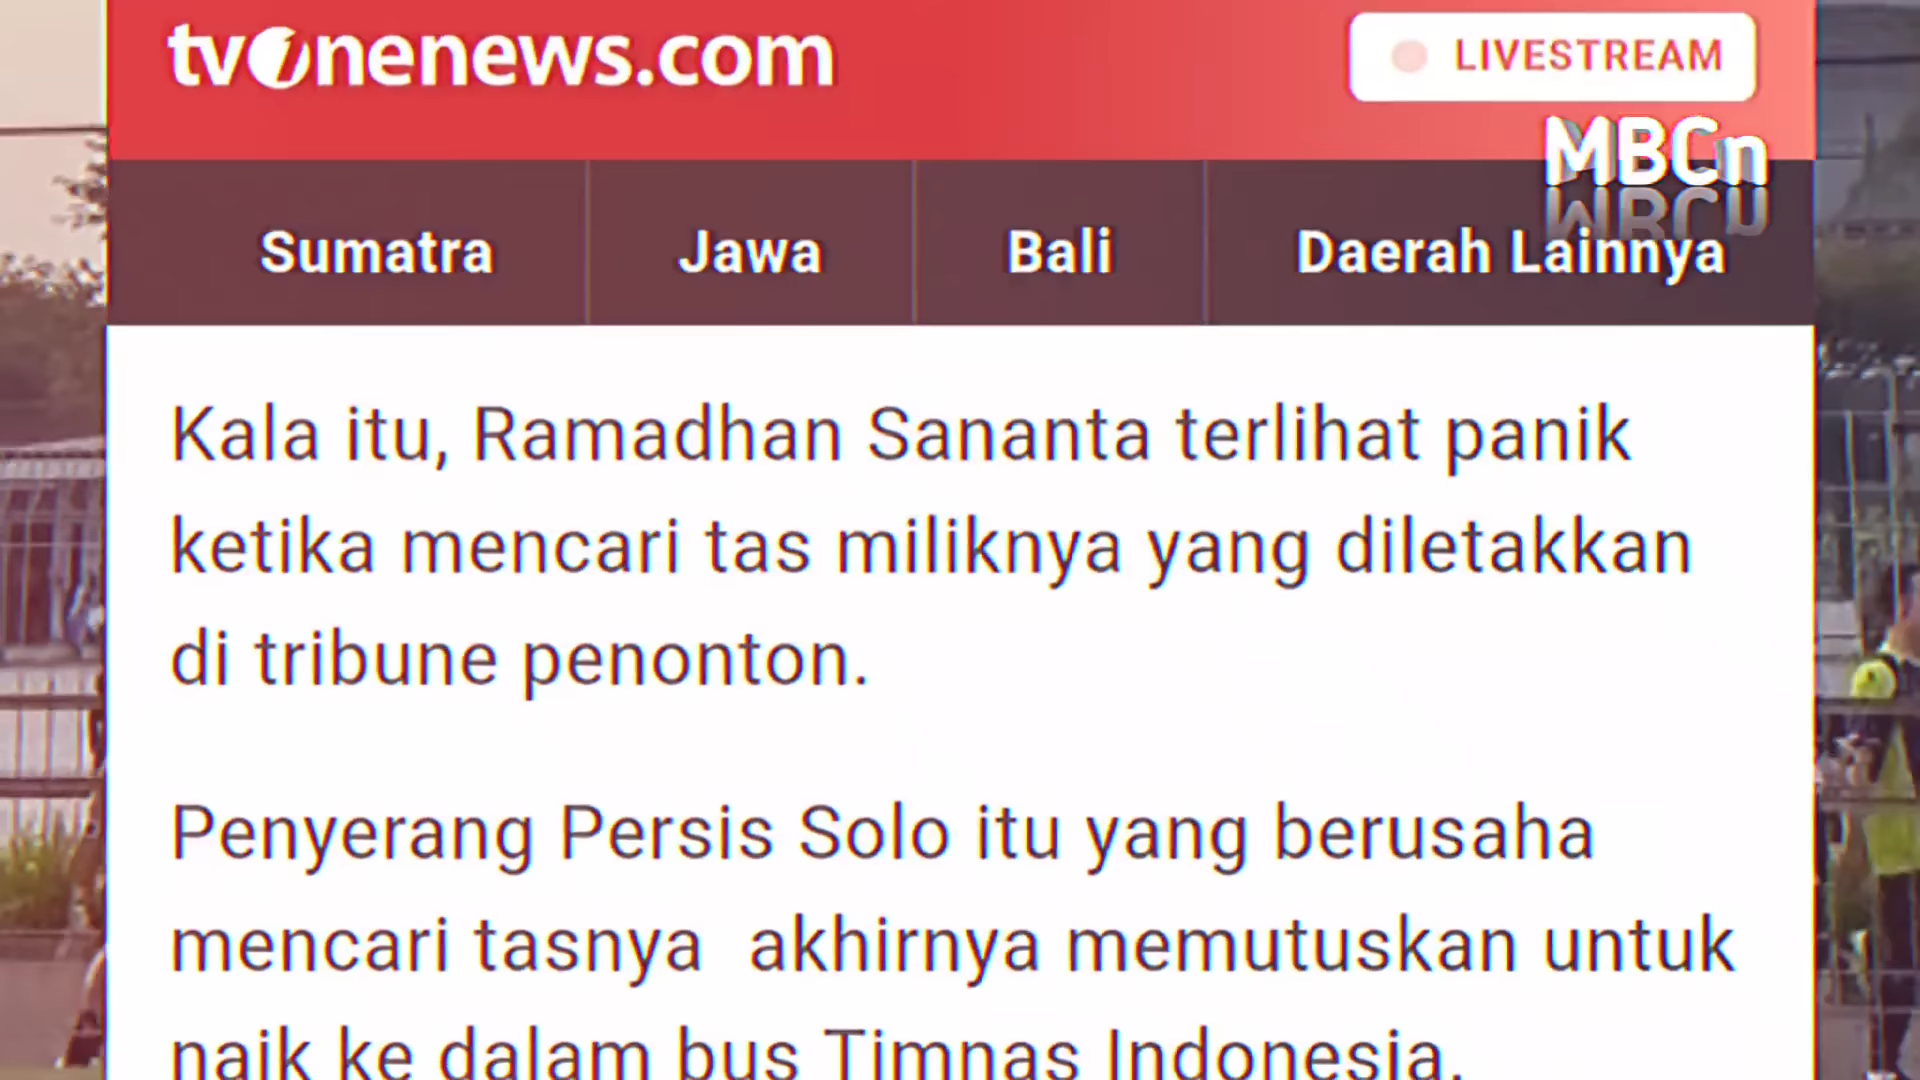 tvOnenews.com
LIVESTREAM
MBCn
Sumatra
Jawa
Bali
Daerah Lainnya
Kala itu, Ramadhan Sananta terlihat panik
ketika mencari tas miliknya yang diletakkan
di tribune penonton.
Penyerang Persis Solo itu yang berusaha
mencari tasnya akhirnya memutuskan untuk
naik ke dalam bus Timnas Indonesia.